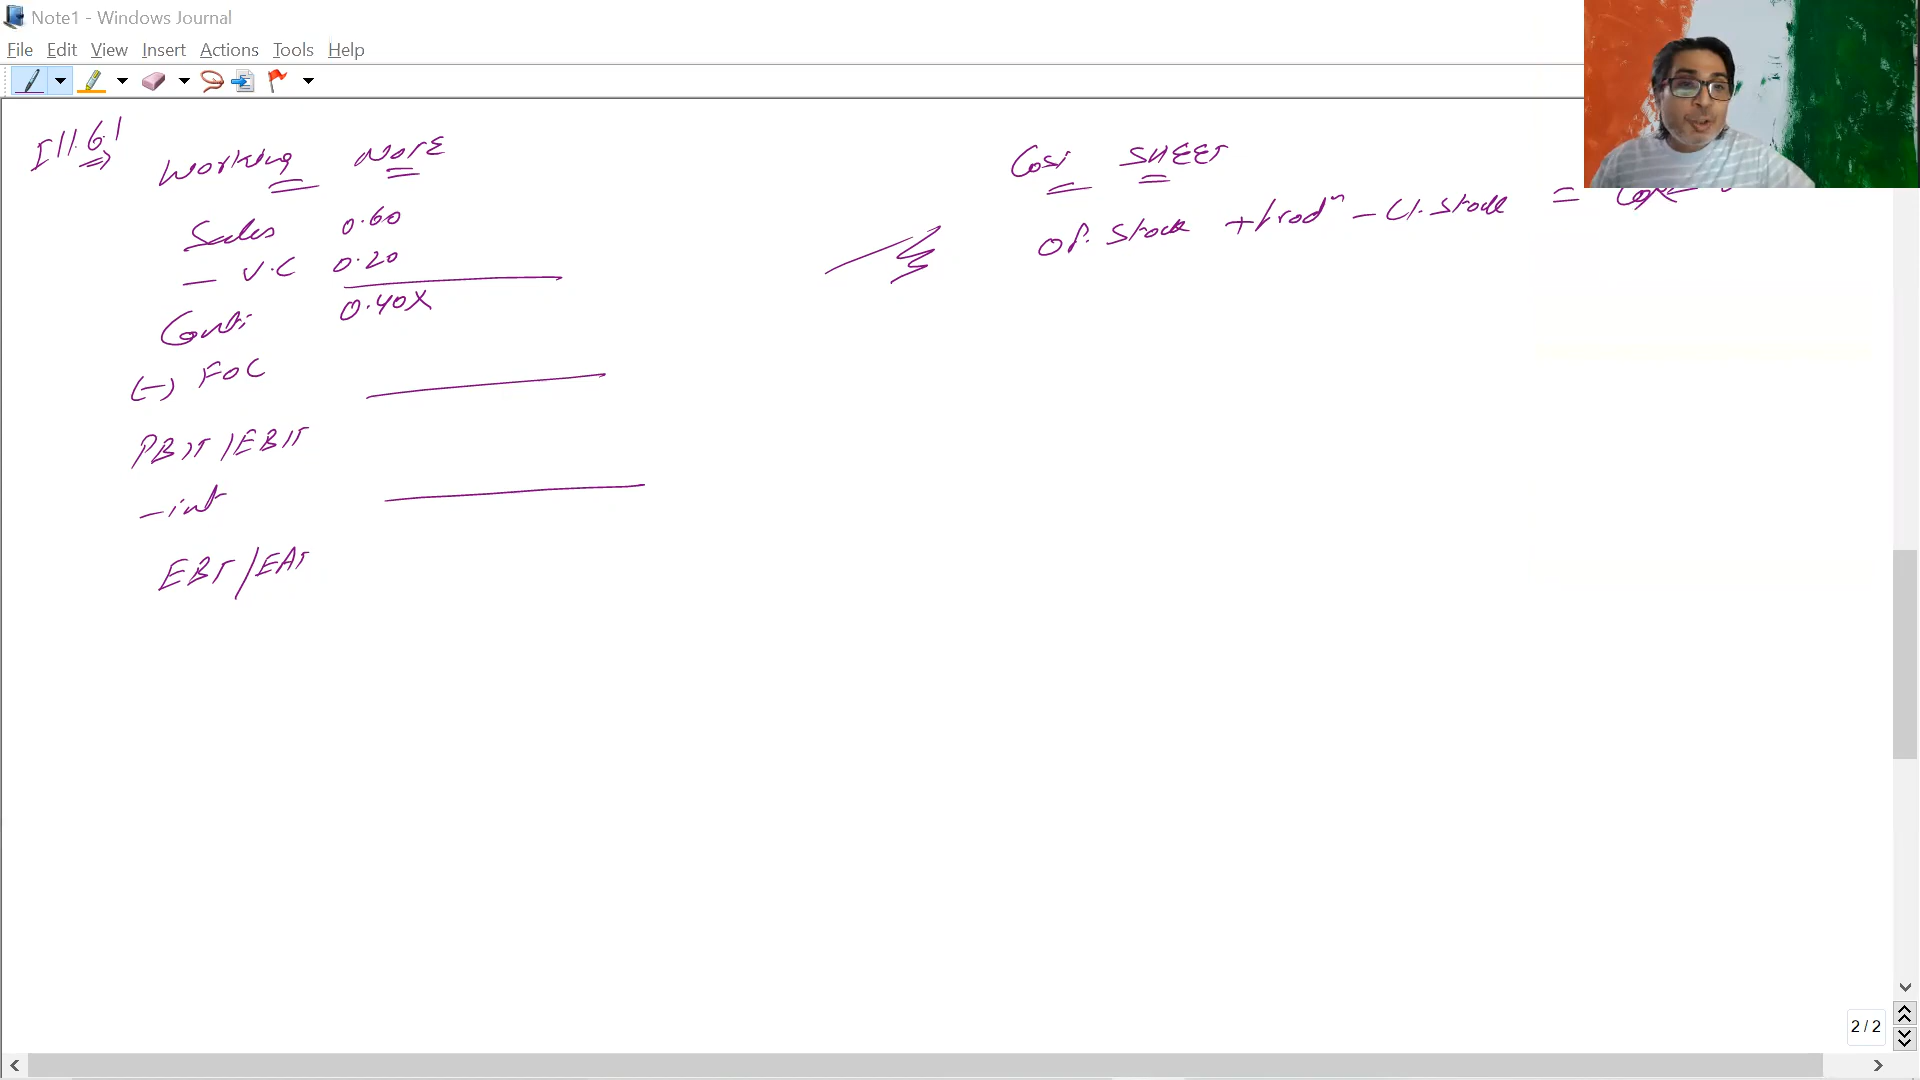 Note1 - Windows Journal
File Edit View Insert Actions Tools Help
Ill.6.1
Working NOTE
Sales 0.60
— V.C 0.20
Conti 0.40X
(-) FOC
PBIT/EBIT
- int
EBT/EAT
Cost SHEET
OP. Stock + Prodⁿ - Cl. Stock =
2 / 2